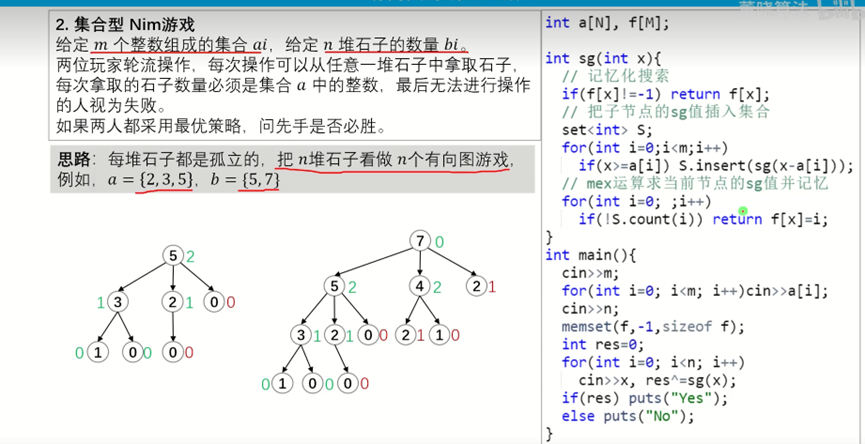 2. 集合型 Nim游戏
给定 m 个整数组成的集合 ai，给定 n 堆石子的数量 bi。
两位玩家轮流操作，每次操作可以从任意一堆石子中拿取石子，
每次拿取的石子数量必须是集合 a 中的整数，最后无法进行操作
的人视为失败。
如果两人都采用最优策略，问先手是否必胜。
思路：每堆石子都是孤立的，把 n堆石子看做 n个有向图游戏，
例如，a = {2,3,5}，b = {5,7}
5 2
1 3 2 1 0 0
0 1 0 0 0 0
7 0
5 2 4 2 2 1
3 1 2 1 0 0 2 1 1 0
0 1 0 0 0 0
int a[N], f[M];
int sg(int x){
// 记忆化搜索
if(f[x]!=-1) return f[x];
// 把子节点的sg值插入集合
set<int> S;
for(int i=0;i<m;i++)
if(x>=a[i]) S.insert(sg(x-a[i]));
// mex运算求当前节点的sg值并记忆
for(int i=0; ;i++)
if(!S.count(i)) return f[x]=i;
}
int main(){
cin>>m;
for(int i=0; i<m; i++)cin>>a[i];
cin>>n;
memset(f,-1,sizeof f);
int res=0;
for(int i=0; i<n; i++)
cin>>x, res^=sg(x);
if(res) puts("Yes");
else puts("No");
}